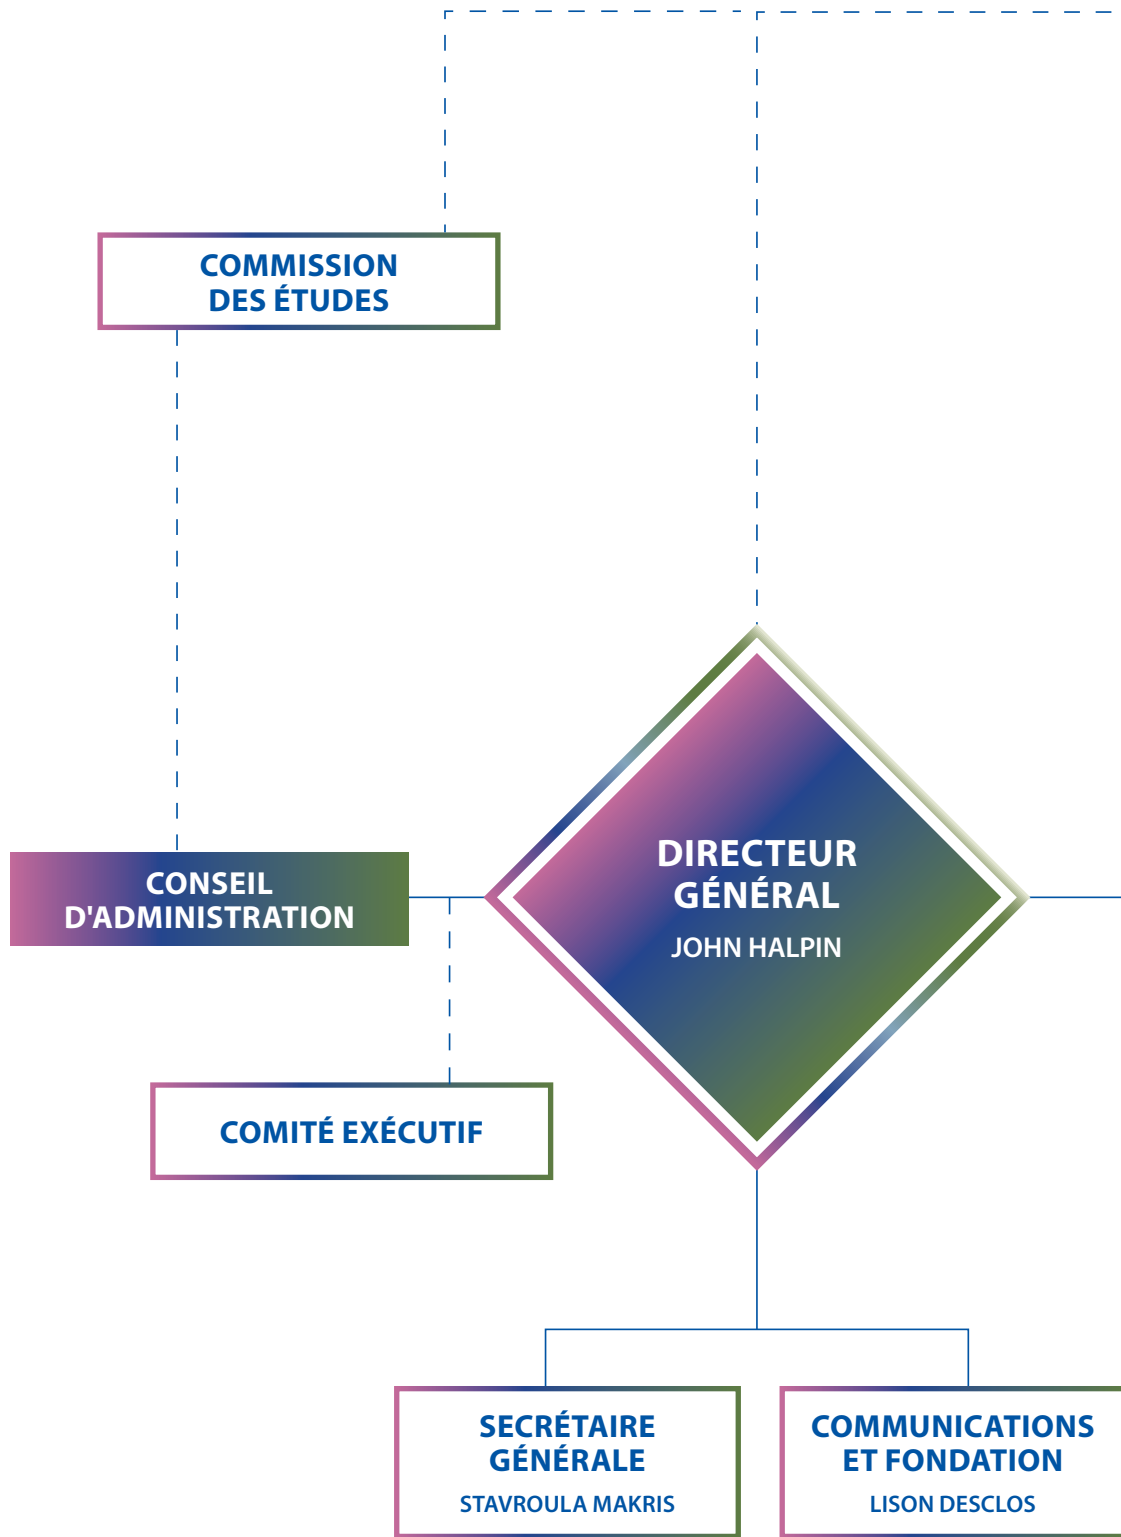 COMMISSION
DES ÉTUDES
DIRECTEUR
GÉNÉRAL
JOHN HALPIN
CONSEIL
D'ADMINISTRATION
COMITÉ EXÉCUTIF
SECRÉTAIRE
GÉNÉRALE
STAVROULA MAKRIS
COMMUNICATIONS
ET FONDATION
LISON DESCLOS